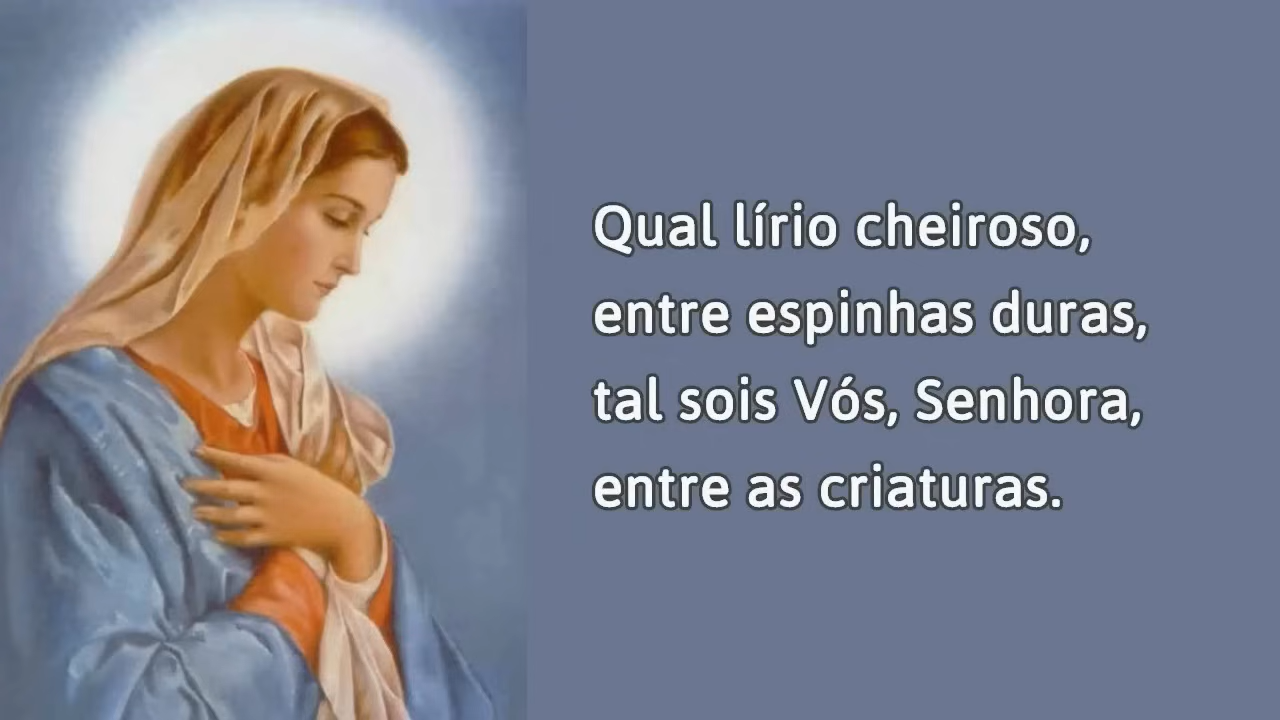 Qual lírio cheiroso,
entre espinhas duras,
tal sois Vós, Senhora,
entre as criaturas.